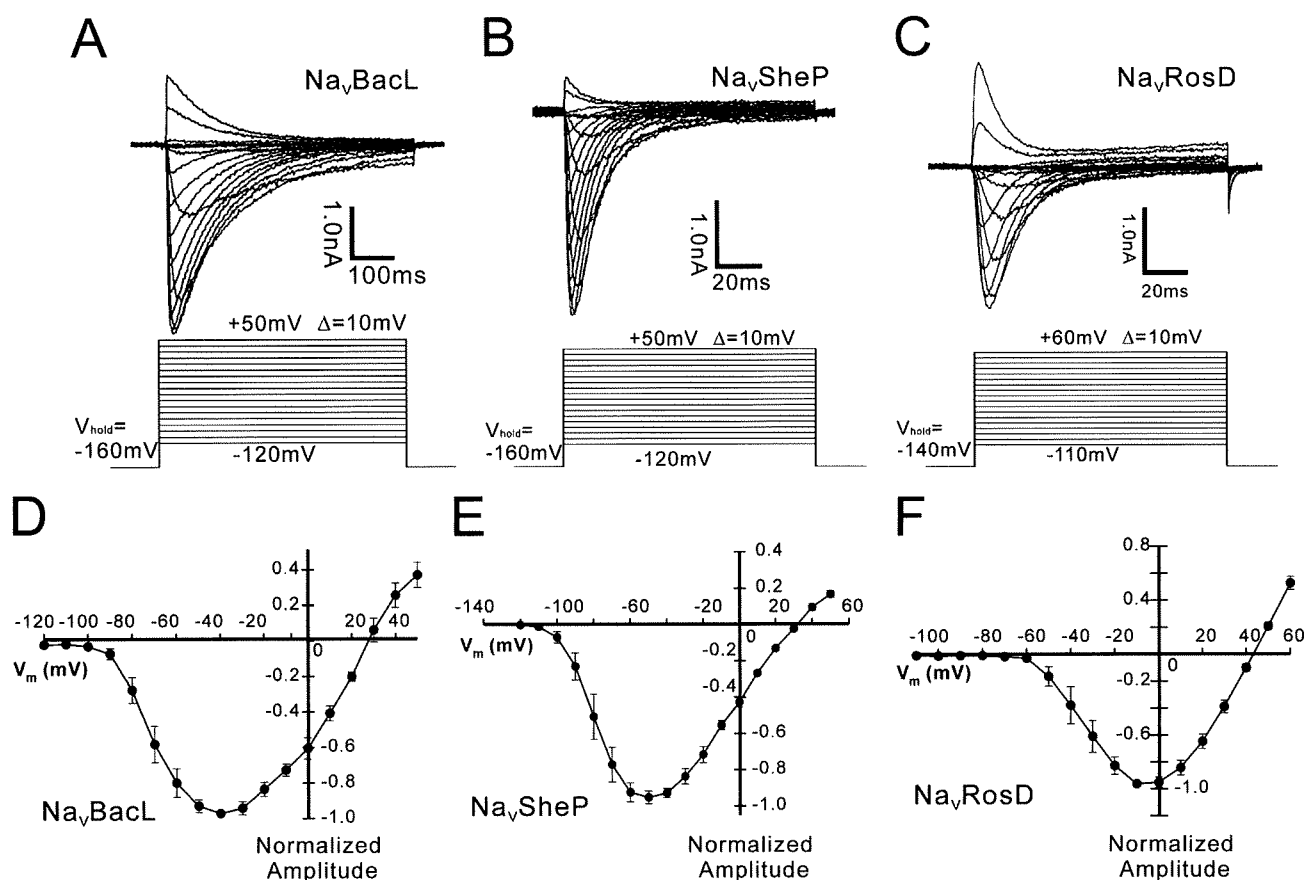 A
NavBacL
1.0nA
100ms
+50mV Δ=10mV
Vhold=
-160mV
-120mV
B
NavSheP
1.0nA
20ms
+50mV Δ=10mV
Vhold=
-160mV
-120mV
C
NavRosD
1.0nA
20ms
+60mV Δ=10mV
Vhold=
-140mV
-110mV
D
0.4
0.2
-120 -100 -80 -60 -40 -20 20 40
0
Vm (mV)
-0.2
-0.4
-0.6
-0.8
-1.0
NavBacL
Normalized
Amplitude
E
0.4
0.2
-140 -100 -60 -20 20 60
0
Vm (mV)
-0.2
-0.4
-0.6
-0.8
-1.0
NavSheP
Normalized
Amplitude
F
0.8
0.4
-100 -80 -60 -40 -20 20 40 60
0
Vm (mV)
-0.4
-0.8
-1.0
NavRosD
Normalized
Amplitude